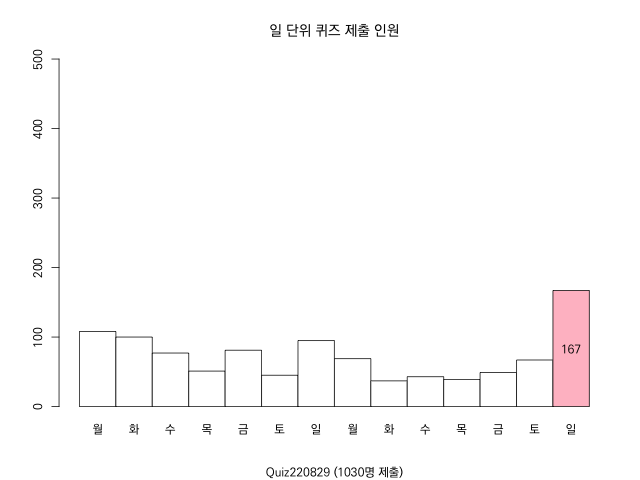 일 단위 퀴즈 제출 인원
500
400
300
200
100
0
167
월 화 수 목 금 토 일 월 화 수 목 금 토 일
Quiz220829 (1030명 제출)